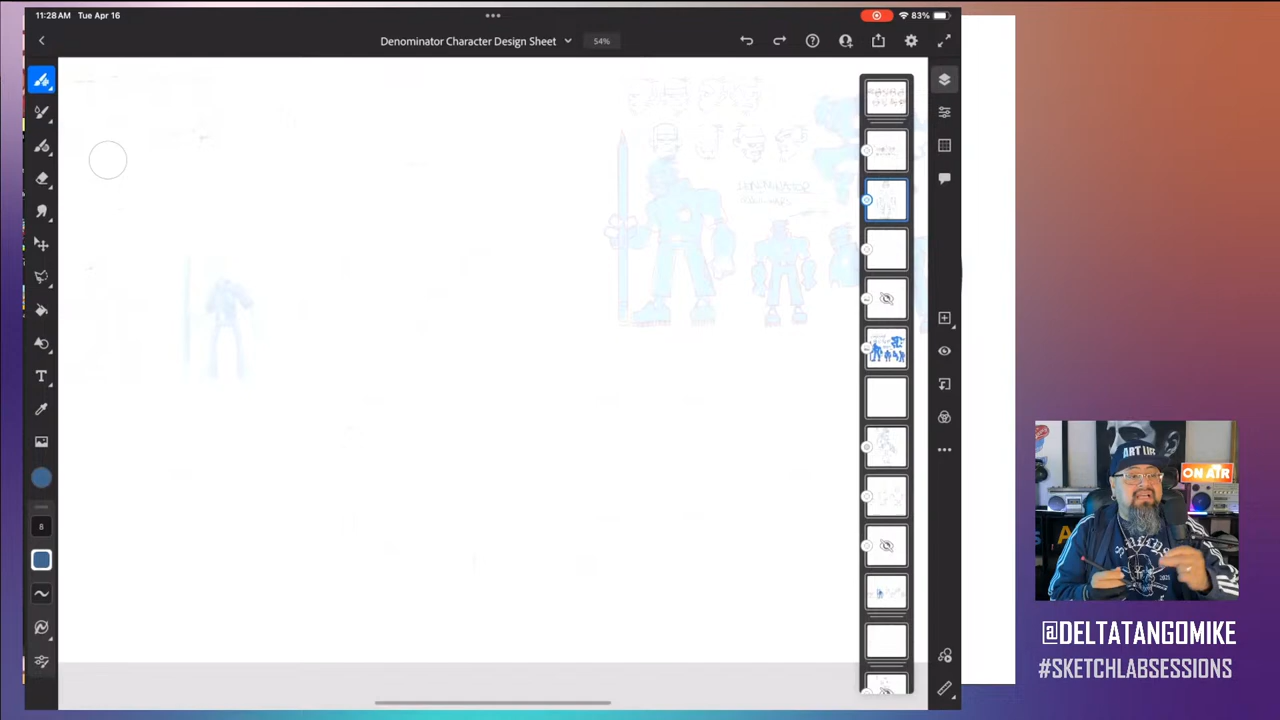 11:28 AM Tue Apr 16
83%
Denominator Character Design Sheet
54%
8
T
ART LIFE
ON AIR
2021
@DELTATANGOMIKE
#SKETCHLABSESSIONS